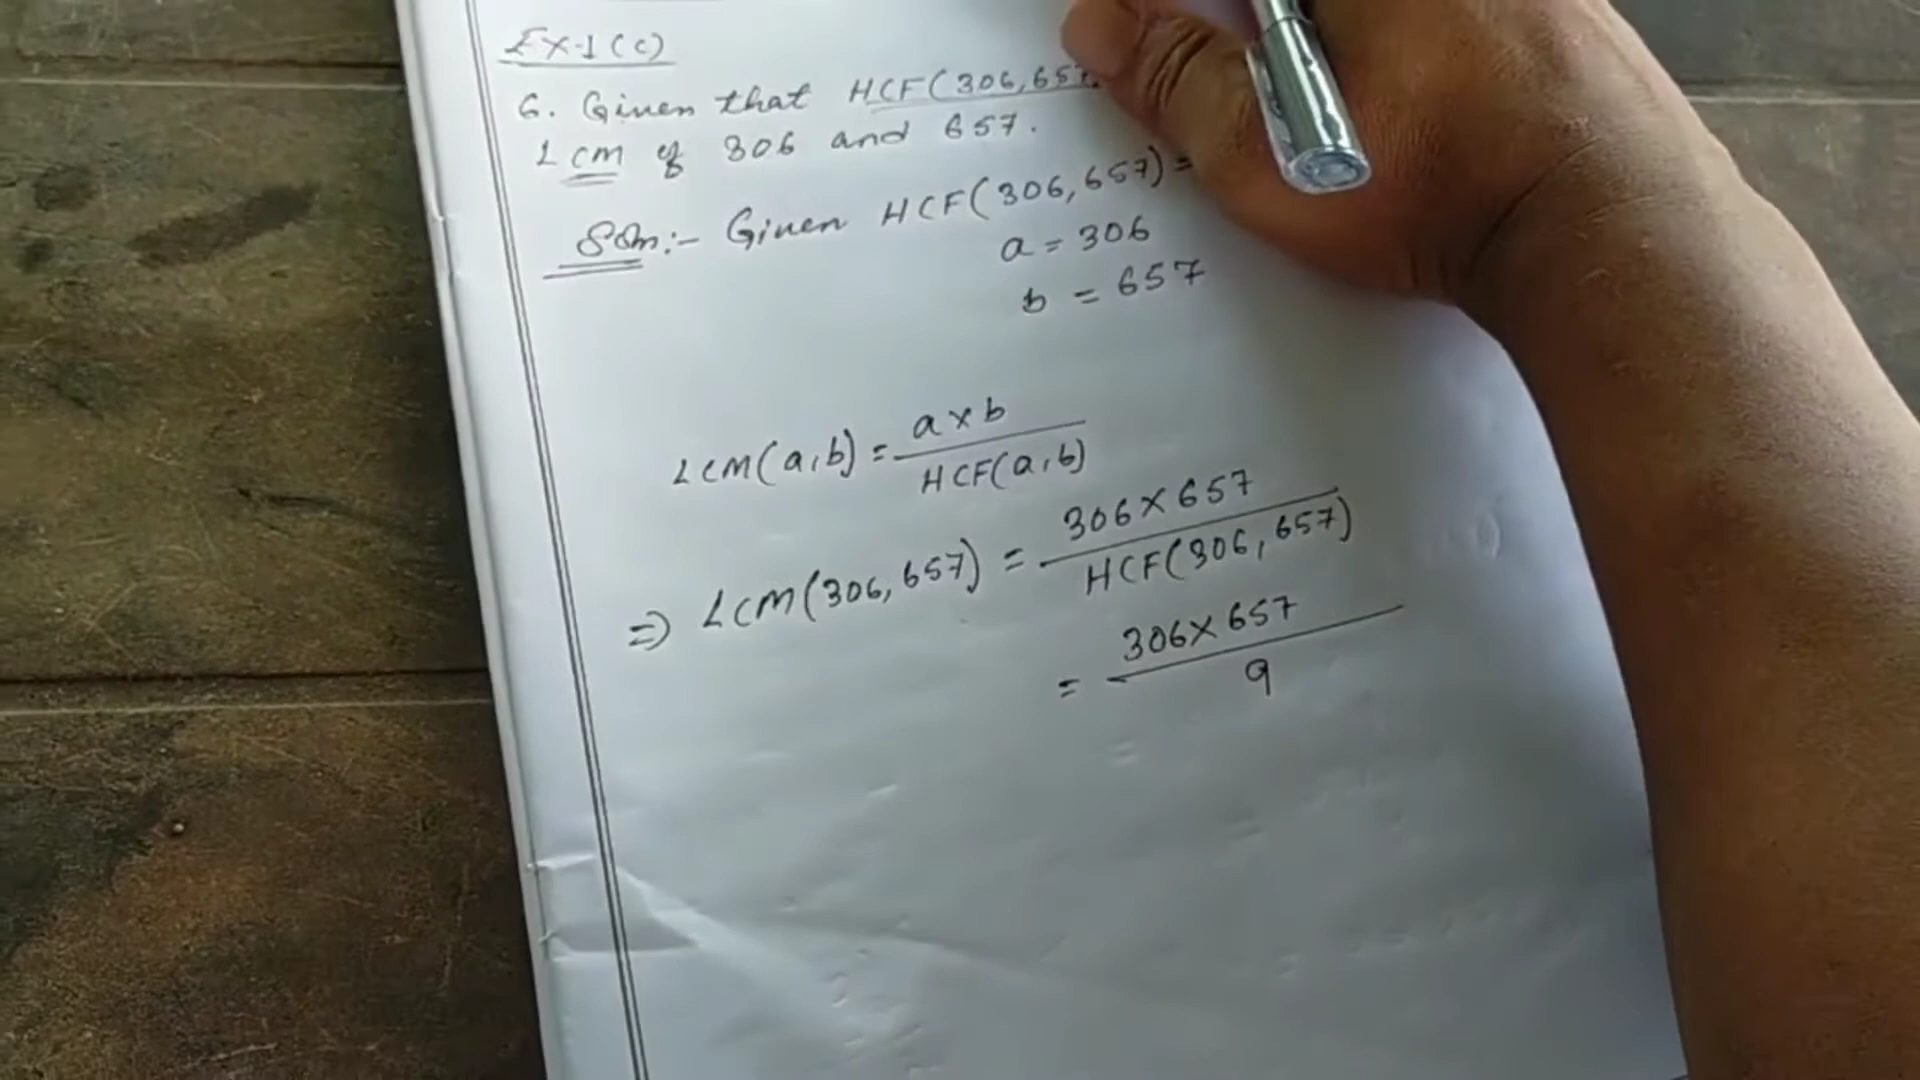 Ex-1(c)
6. Given that HCF(306,657
LCM of 306 and 657.
Soln:- Given HCF(306,657)=
a = 306
b = 657
LCM(a,b) = a×b
HCF(a,b)
⇒ LCM(306,657) = 306×657
HCF(306,657)
= 306×657
9